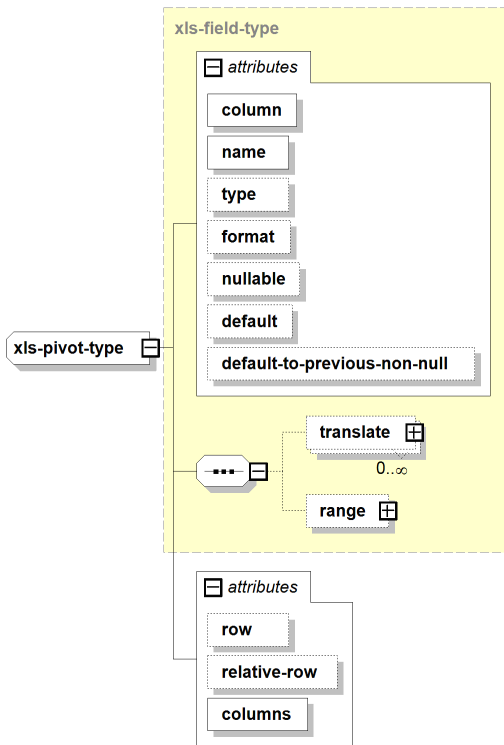 xls-field-type
attributes
column
name
type
format
nullable
default
default-to-previous-non-null
xls-pivot-type
translate
0..∞
range
attributes
row
relative-row
columns